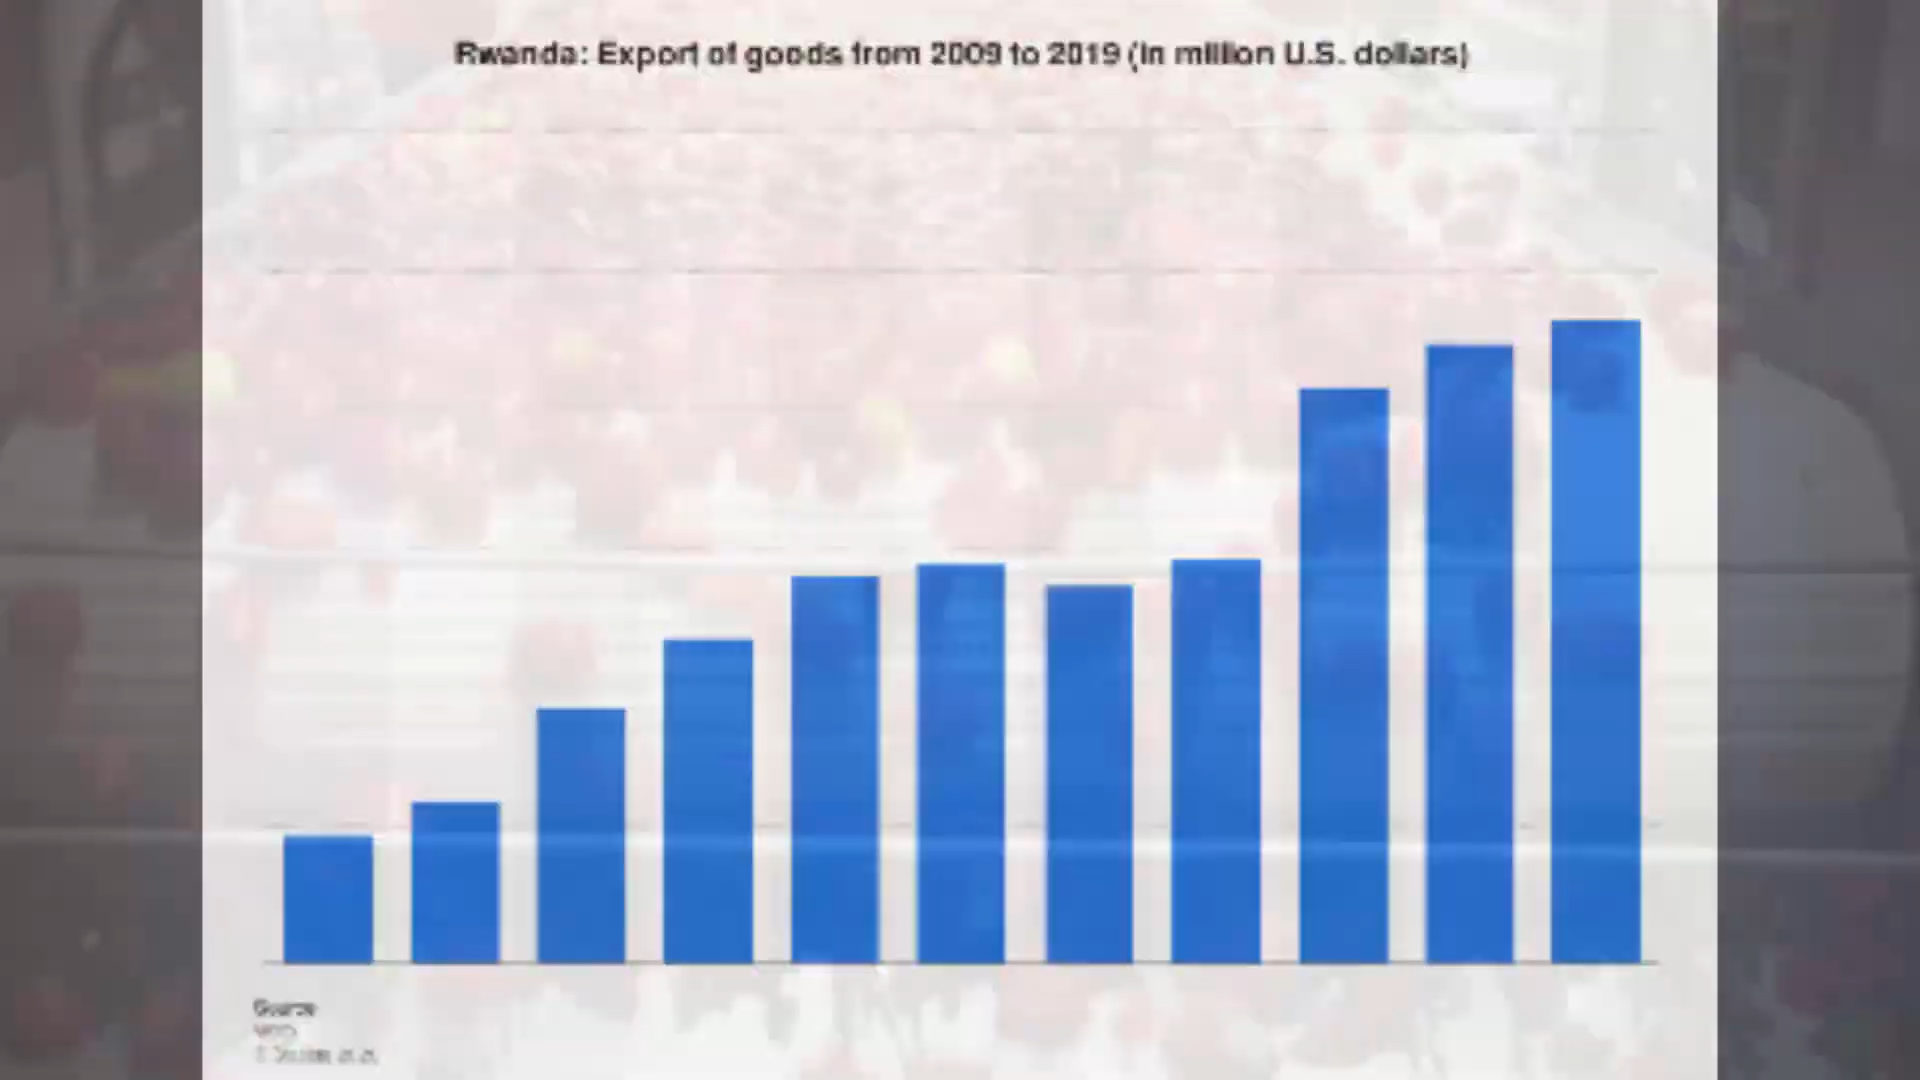 Rwanda: Export of goods from 2009 to 2019 (in million U.S. dollars)
Source